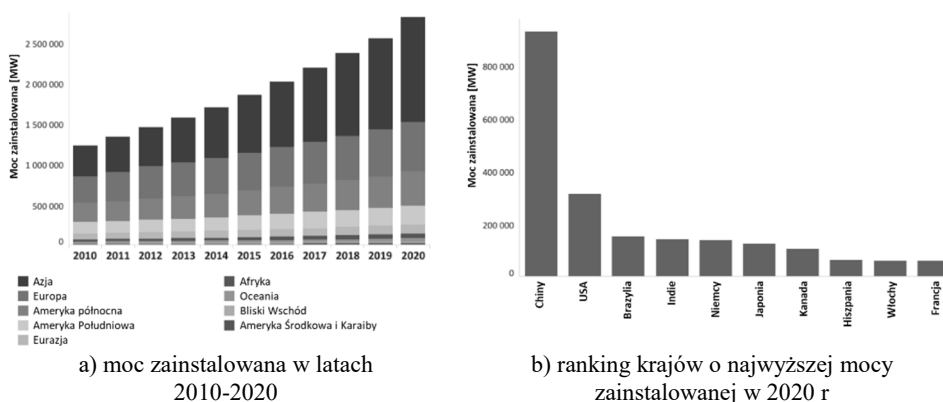 Moc zainstalowana [MW]
2 500 000
2 000 000
1 500 000
1 000 000
500 000
0
2010 2011 2012 2013 2014 2015 2016 2017 2018 2019 2020
Azja
Europa
Ameryka północna
Ameryka Południowa
Eurazja
Afryka
Oceania
Bliski Wschód
Ameryka Środkowa i Karaiby
a) moc zainstalowana w latach
2010-2020
Moc zainstalowana [MW]
800 000
600 000
400 000
200 000
0
Chiny
USA
Brazylia
Indie
Niemcy
Japonia
Kanada
Hiszpania
Włochy
Francja
b) ranking krajów o najwyższej mocy
zainstalowanej w 2020 r